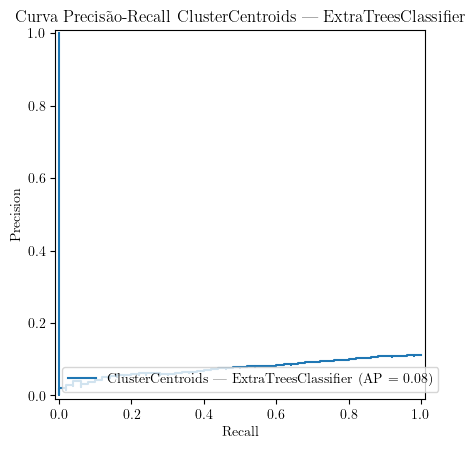 Curva Precisão-Recall ClusterCentroids — ExtraTreesClassifier
1.0
0.8
0.6
0.4
0.2
0.0
Precision
ClusterCentroids — ExtraTreesClassifier (AP = 0.08)
0.0 0.2 0.4 0.6 0.8 1.0
Recall